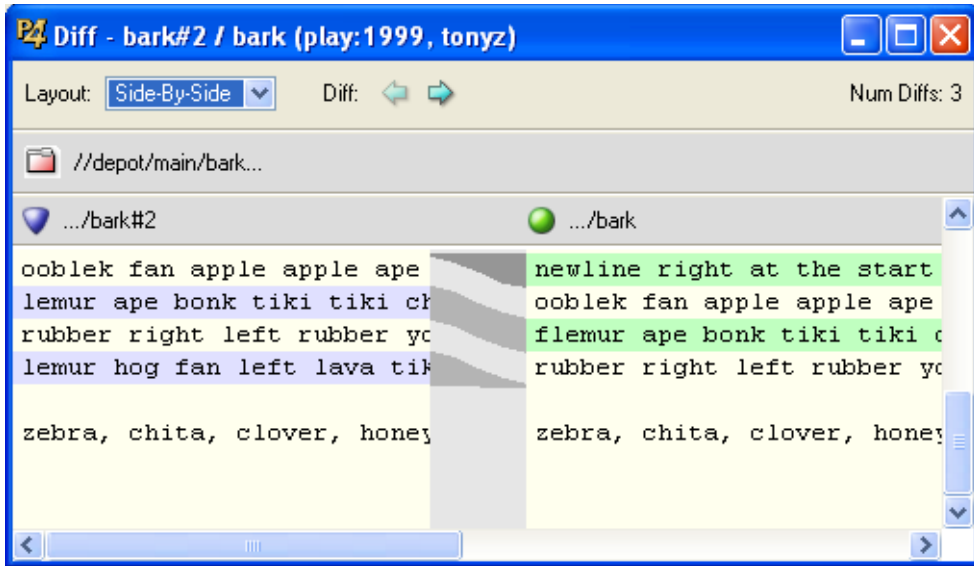 P4 Diff - bark#2 / bark (play:1999, tonyz)
Layout: Side-By-Side Diff: Num Diffs: 3
//depot/main/bark...
.../bark#2
ooblek fan apple apple ape
lemur ape bonk tiki tiki
rubber right left rubber
lemur hog fan left lava
zebra, chita, clover,
.../bark
newline right at the start
ooblek fan apple apple ape
flemur ape bonk tiki tiki
rubber right left rubber
zebra, chita, clover,